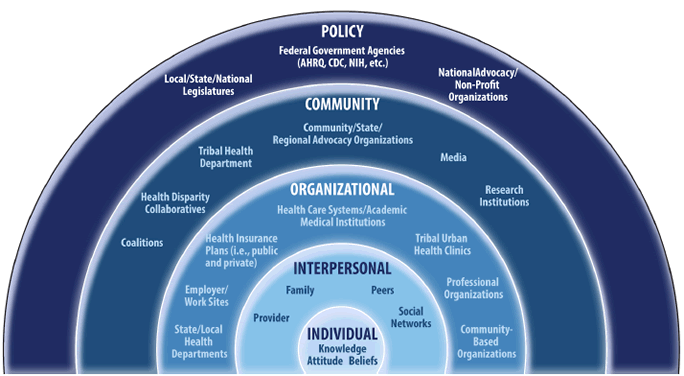 POLICY
Federal Government Agencies
(AHRQ, CDC, NIH, etc.)
Local/State/National
Legislatures
NationalAdvocacy/
Non-Profit
Organizations
COMMUNITY
Community/State/
Regional Advocacy Organizations
Tribal Health
Department
Media
Health Disparity
Collaboratives
Research
Institutions
Coalitions
ORGANIZATIONAL
Health Care Systems/Academic
Medical Institutions
Health Insurance
Plans (i.e., public
and private)
Tribal Urban
Health Clinics
Employer/
Work Sites
Professional
Organizations
State/Local
Health
Departments
Community-
Based
Organizations
INTERPERSONAL
Family
Peers
Provider
Social
Networks
INDIVIDUAL
Knowledge
Attitude Beliefs